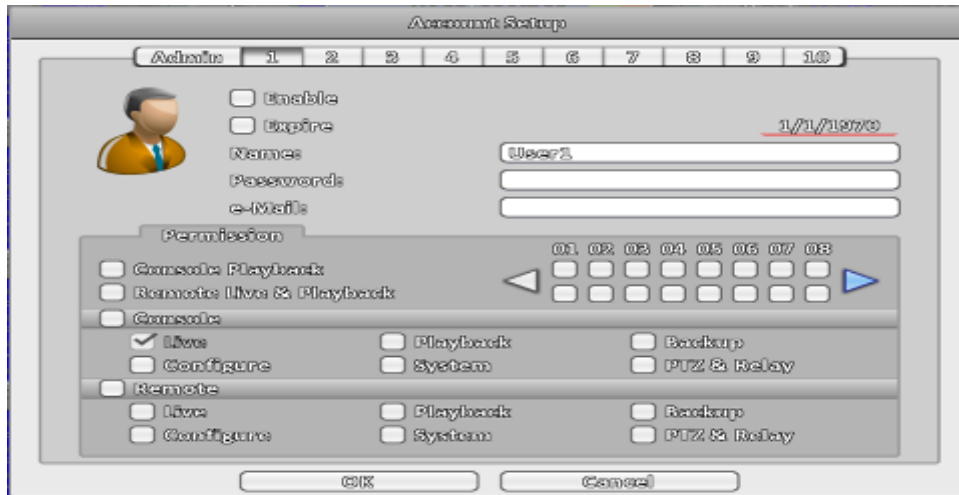 Account Setup
Admin 1 2 3 4 5 6 7 8 9 10
Enable
Expire 1/1/1970
Name: User1
Password:
e-Mail:
Permission
01 02 03 04 05 06 07 08
Console Playback
Remote Live & Playback
Console
Live Playback Backup
Configure System PTZ & Relay
Remote
Live Playback Backup
Configure System PTZ & Relay
OK Cancel